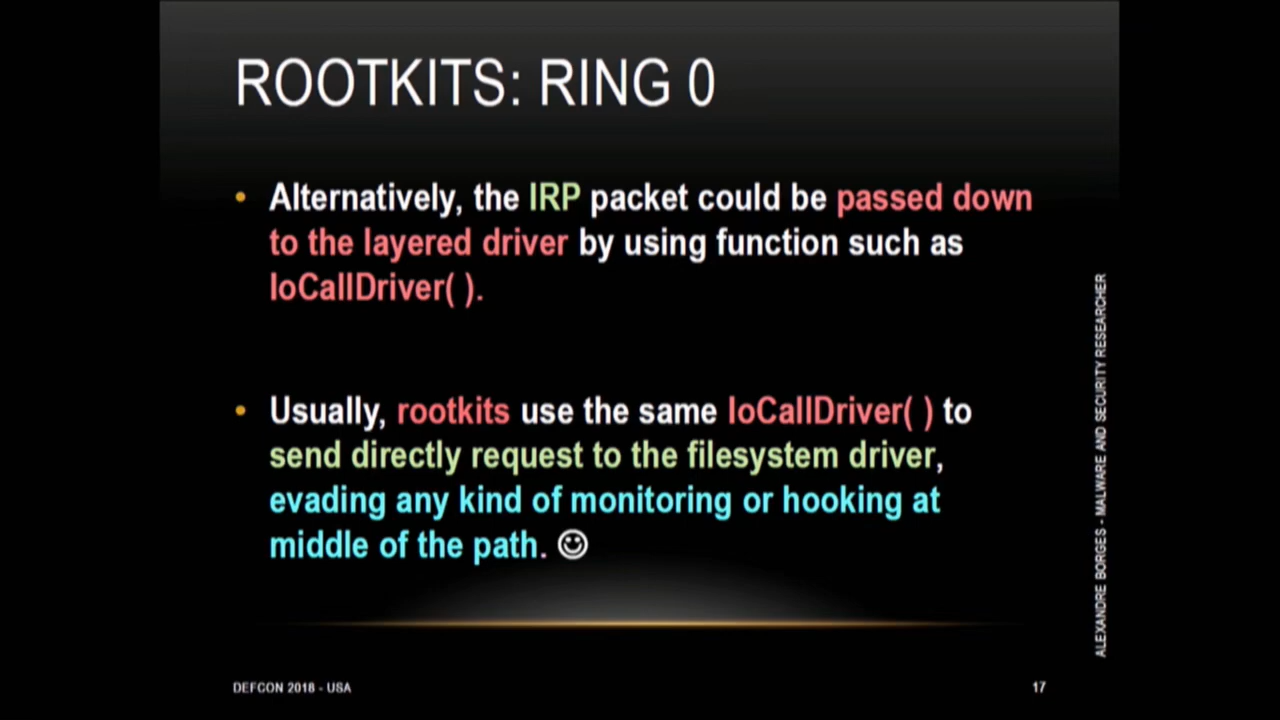 ROOTKITS: RING 0
• Alternatively, the IRP packet could be passed down
to the layered driver by using function such as
IoCallDriver( ).
• Usually, rootkits use the same IoCallDriver( ) to
send directly request to the filesystem driver,
evading any kind of monitoring or hooking at
middle of the path. ☺
ALEXANDRE BORGES - MALWARE AND SECURITY RESEARCHER
DEFCON 2018 - USA
17